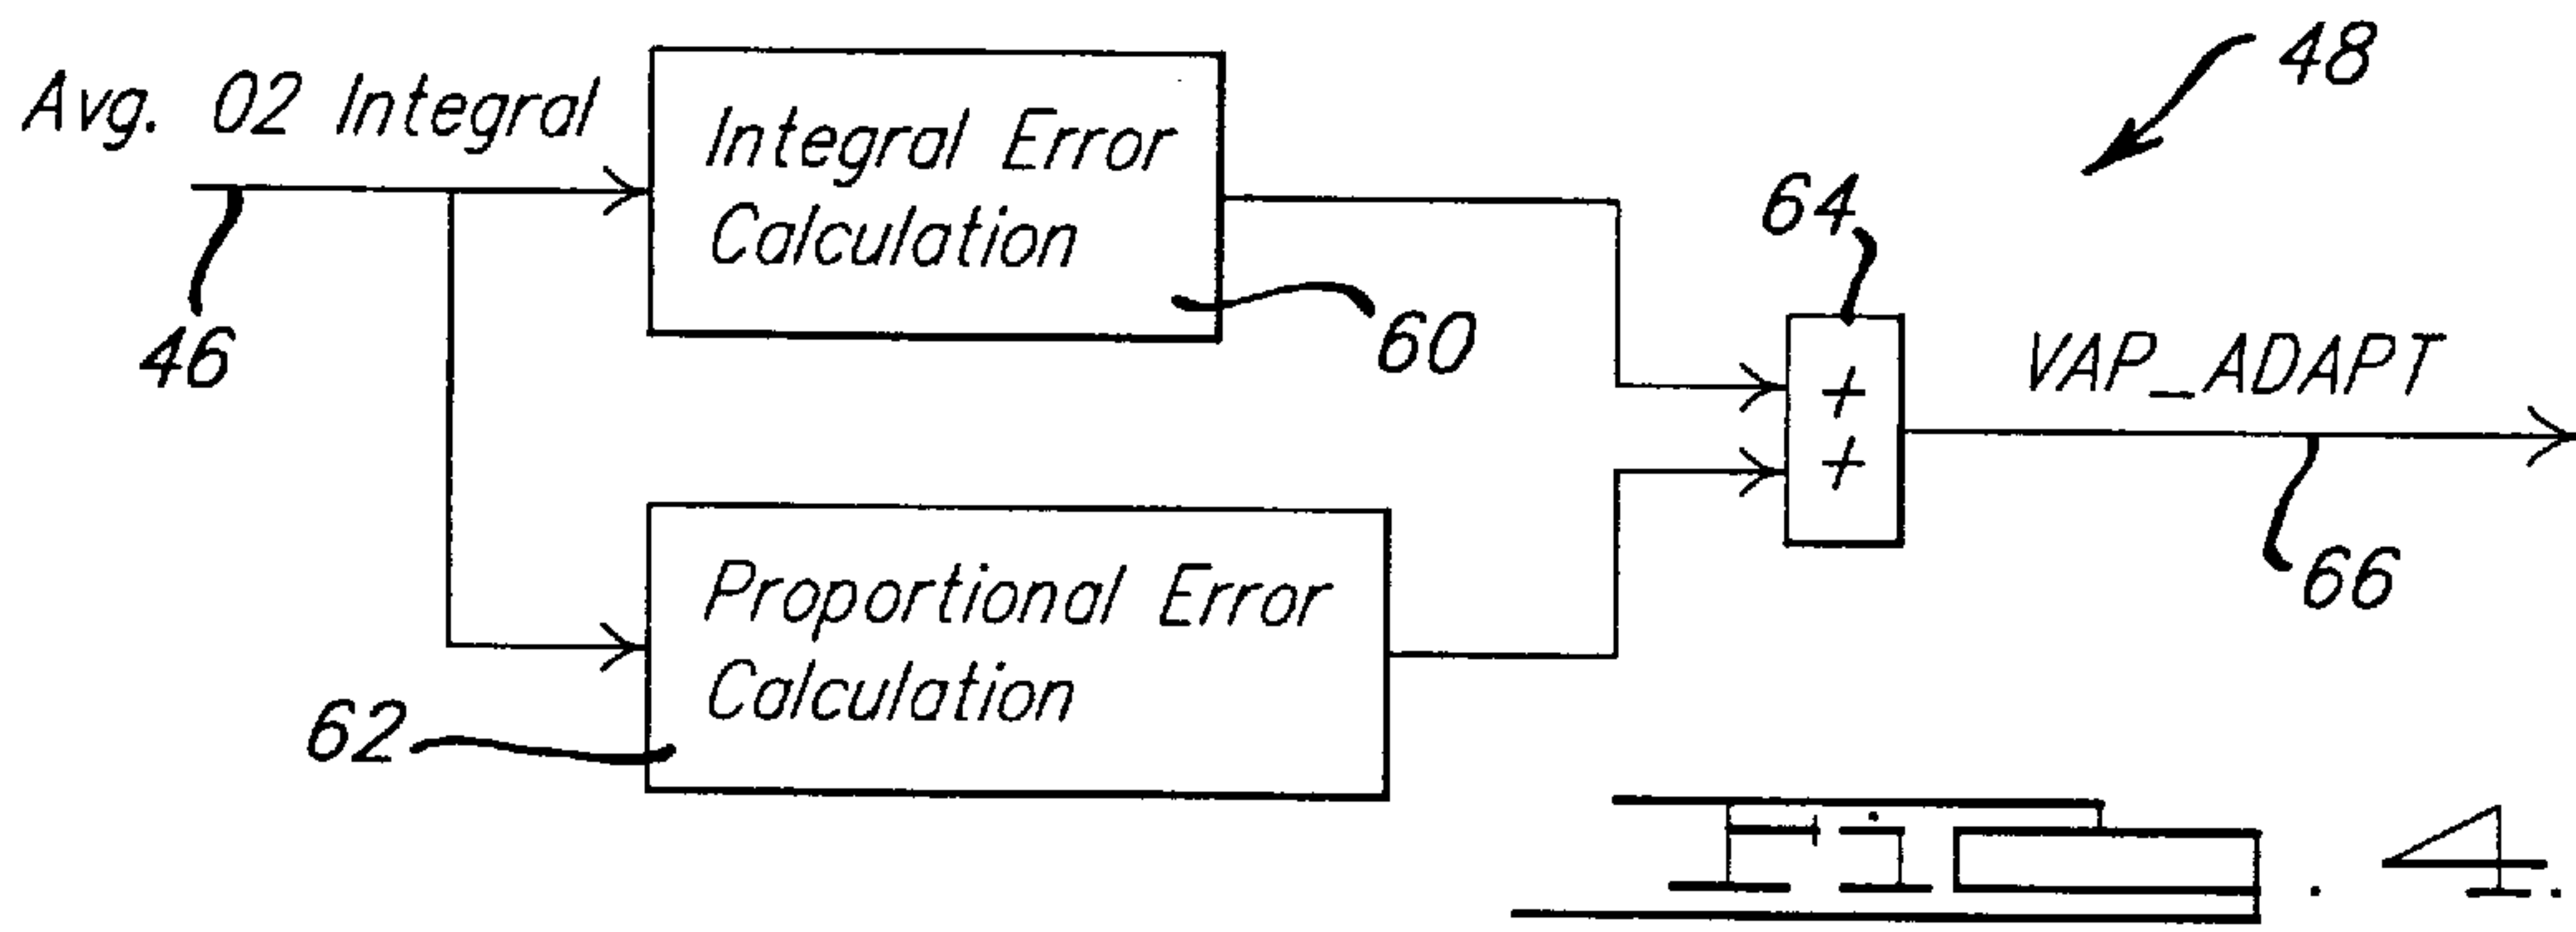 48
Avg. 02 Integral
Integral Error
Calculation
64
46
60
+
+
VAP_ADAPT
66
Proportional Error
Calculation
62
Fig. 4.